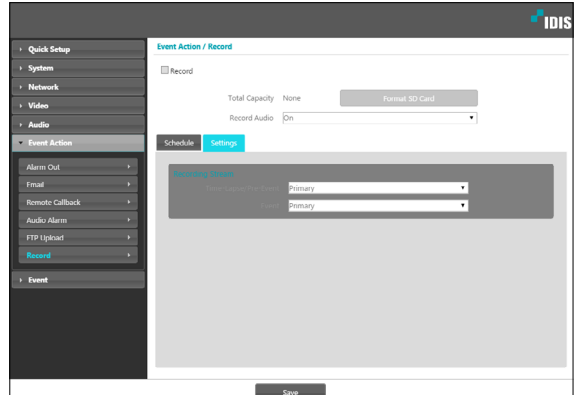 IDIS
Quick Setup
System
Network
Video
Audio
Event Action
Alarm Out
Email
Remote Callback
Audio Alarm
FTP Upload
Record
Event
Event Action / Record
Record
Total Capacity None Format SD Card
Record Audio On
Schedule Settings
Primary
Event Primary
Save